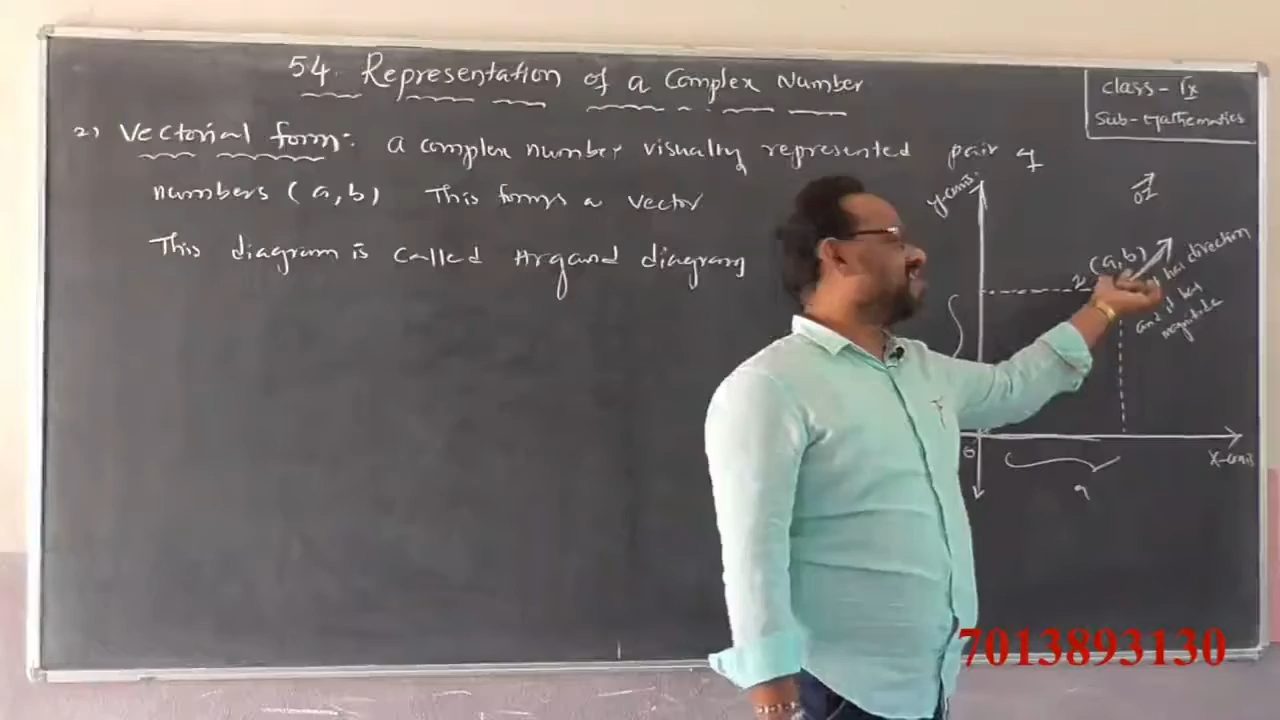 54. Representation of a Complex Number
class - IX
Sub - Mathematics
2) Vectorial form:- a complex number visually represented pair of
numbers (a, b) This forms a vector
This diagram is called Argand diagram
y-axis
OZ
Z (a, b)
has direction
and it has
magnitude
O
X-axis
a
7013893130